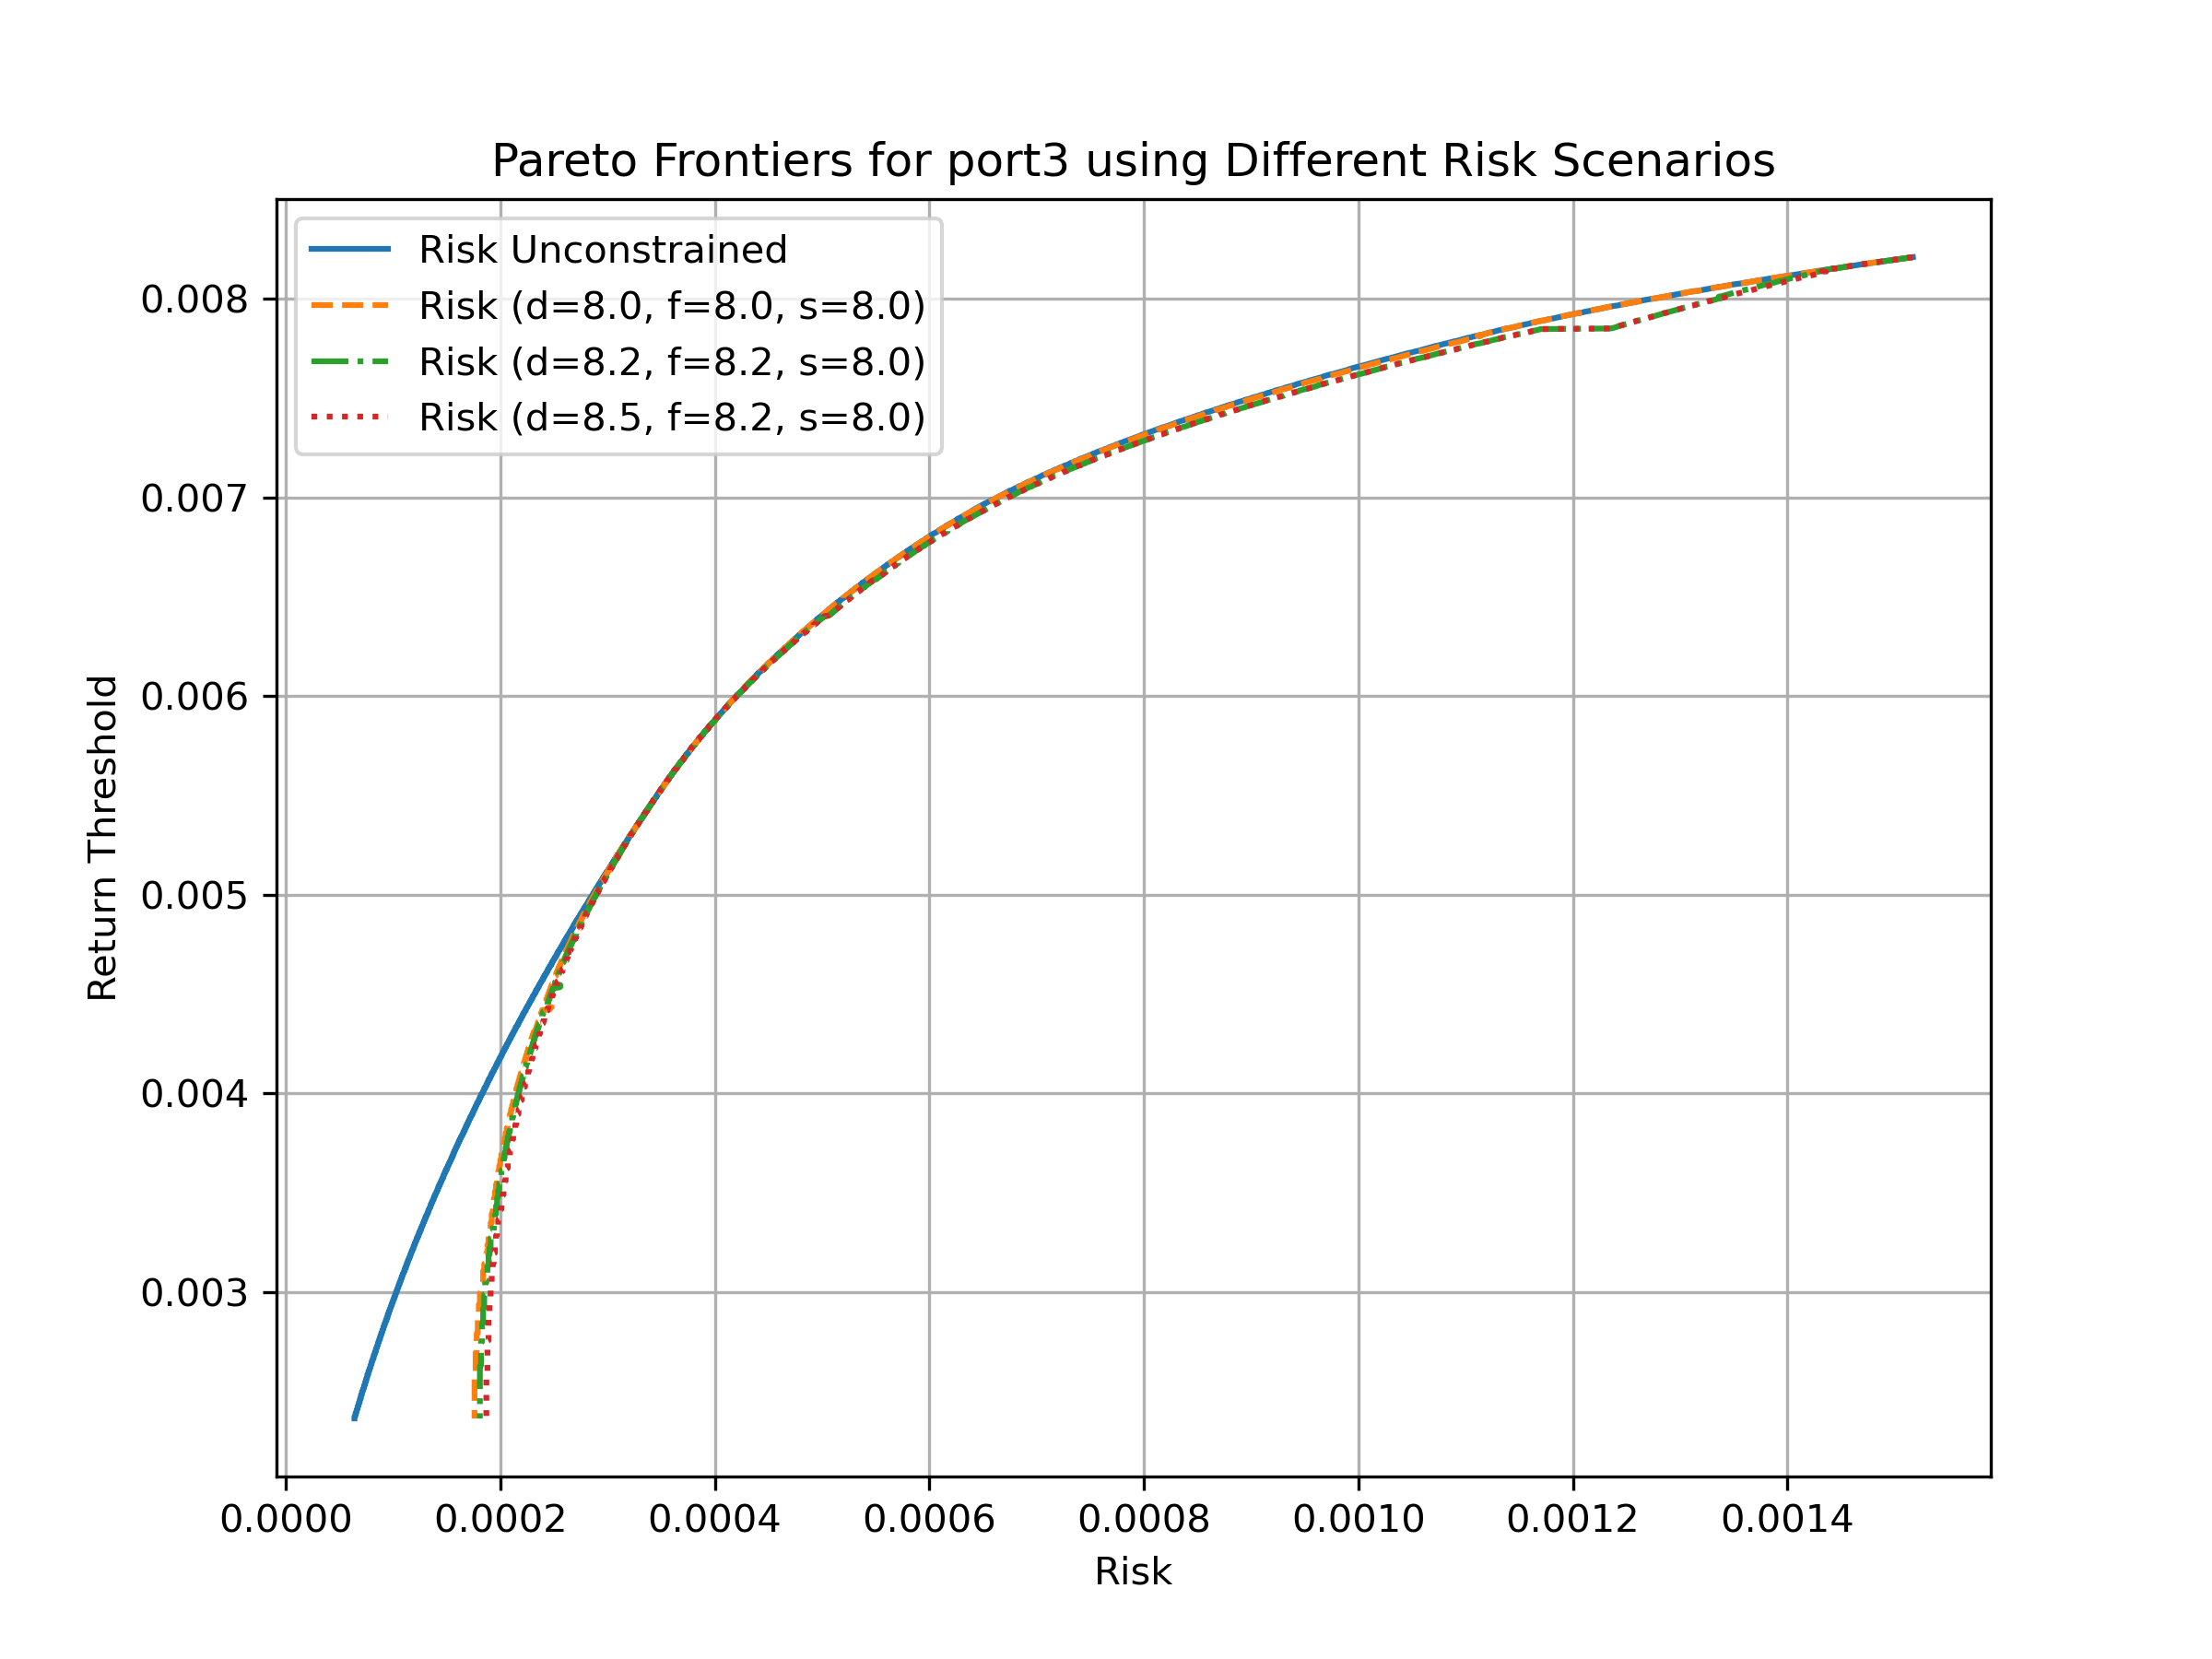 Pareto Frontiers for port3 using Different Risk Scenarios
Risk Unconstrained
Risk (d=8.0, f=8.0, s=8.0)
Risk (d=8.2, f=8.2, s=8.0)
Risk (d=8.5, f=8.2, s=8.0)
Return Threshold
0.008
0.007
0.006
0.005
0.004
0.003
0.0000 0.0002 0.0004 0.0006 0.0008 0.0010 0.0012 0.0014
Risk